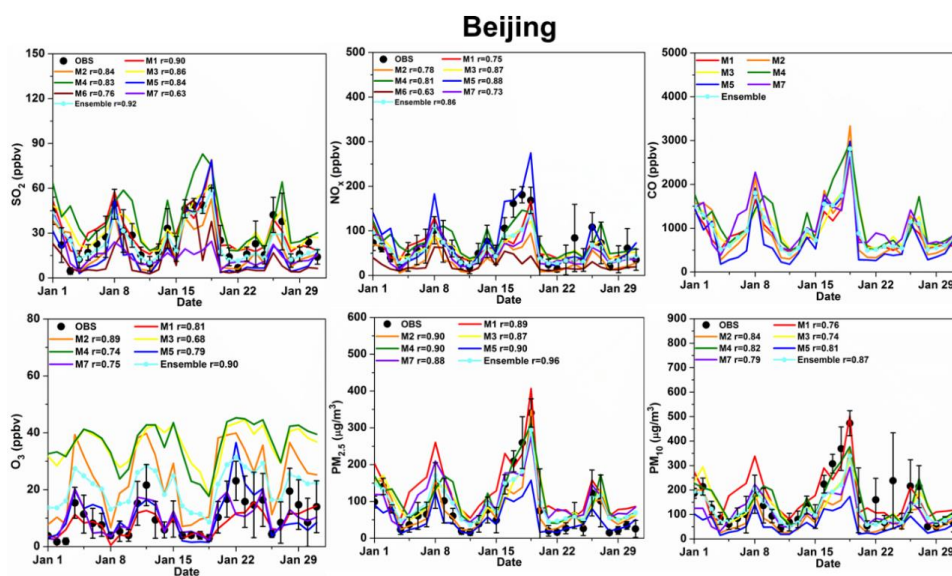 Beijing
SO2 (ppbv)
150
120
90
60
30
0
OBS M1 r=0.90
M2 r=0.84 M3 r=0.86
M4 r=0.83 M5 r=0.84
M6 r=0.76 M7 r=0.63
Ensemble r=0.92
Jan 1 Jan 8 Jan 15 Jan 22 Jan 29
Date
NOx (ppbv)
500
400
300
200
100
0
OBS M1 r=0.75
M2 r=0.78 M3 r=0.87
M4 r=0.81 M5 r=0.88
M6 r=0.63 M7 r=0.73
Ensemble r=0.86
Jan 1 Jan 8 Jan 15 Jan 22 Jan 29
Date
CO (ppbv)
5000
4000
3000
2000
1000
0
M1 M2
M3 M4
M5 M7
Ensemble
Jan 1 Jan 8 Jan 15 Jan 22 Jan 29
Date
O3 (ppbv)
80
60
40
20
0
OBS M1 r=0.81
M2 r=0.89 M3 r=0.68
M4 r=0.74 M5 r=0.79
M7 r=0.75 Ensemble r=0.90
Jan 1 Jan 8 Jan 15 Jan 22 Jan 29
Date
PM2.5 (μg/m3)
600
500
400
300
200
100
0
OBS M1 r=0.89
M2 r=0.90 M3 r=0.87
M4 r=0.90 M5 r=0.90
M7 r=0.88 Ensemble r=0.96
Jan 1 Jan 8 Jan 15 Jan 22 Jan 29
Date
PM10 (μg/m3)
900
800
700
600
500
400
300
200
100
0
OBS M1 r=0.76
M2 r=0.84 M3 r=0.74
M4 r=0.82 M5 r=0.81
M7 r=0.79 Ensemble r=0.87
Jan 1 Jan 8 Jan 15 Jan 22 Jan 29
Date